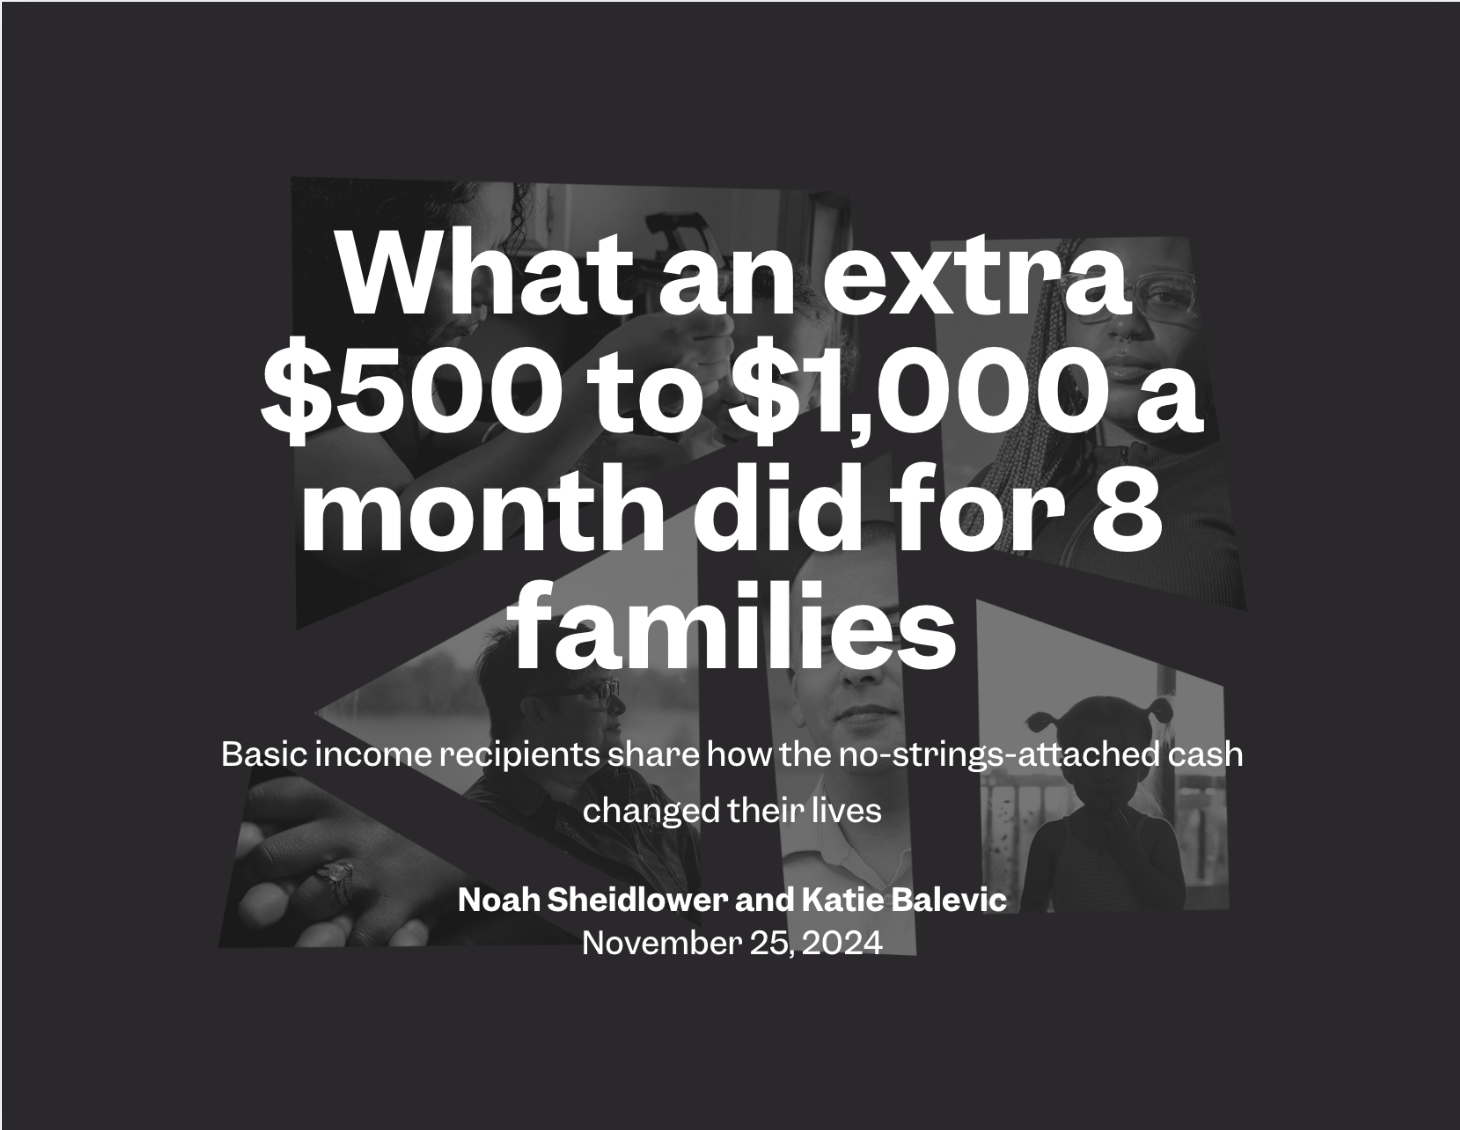 What an extra
$500 to $1,000 a
month did for 8
families
Basic income recipients share how the no-strings-attached cash
changed their lives
Noah Sheidlower and Katie Balevic
November 25, 2024